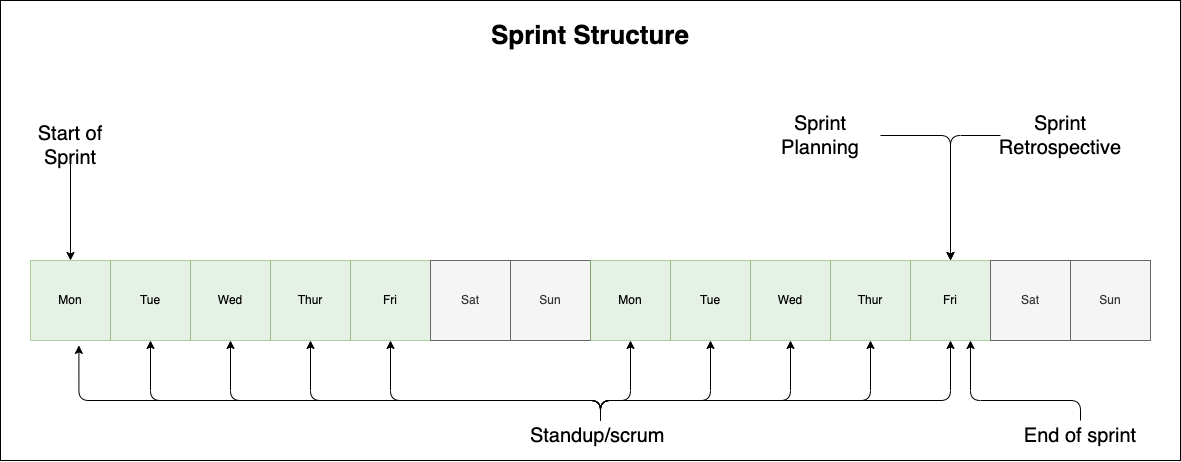 Sprint Structure
Start of
Sprint
Sprint
Planning
Sprint
Retrospective
Mon Tue Wed Thur Fri Sat Sun Mon Tue Wed Thur Fri Sat Sun
Standup/scrum
End of sprint